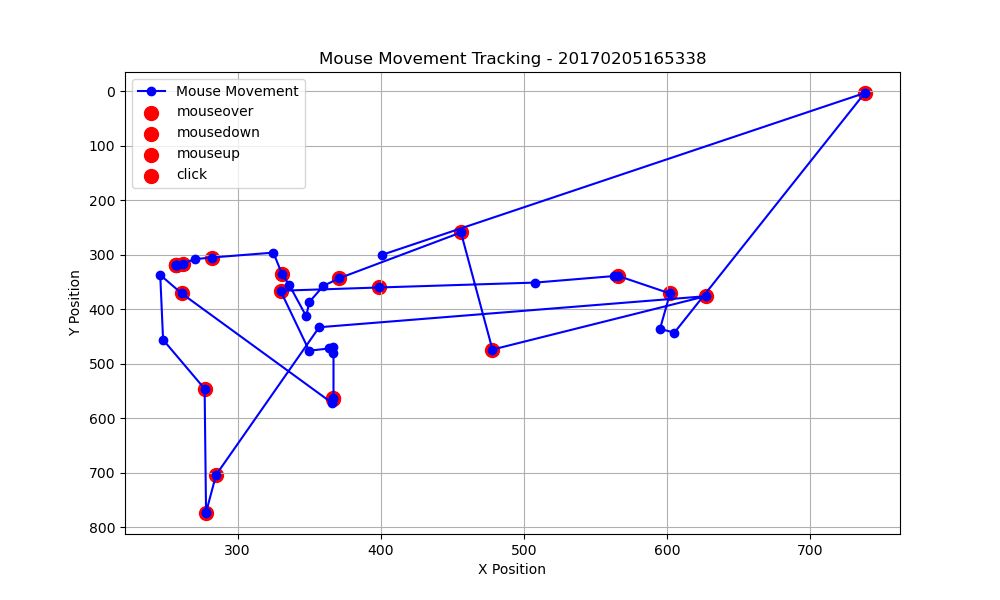 Mouse Movement Tracking - 20170205165338
Mouse Movement
mouseover
mousedown
mouseup
click
0
100
200
300
400
500
600
700
800
Y Position
300
400
500
600
700
X Position